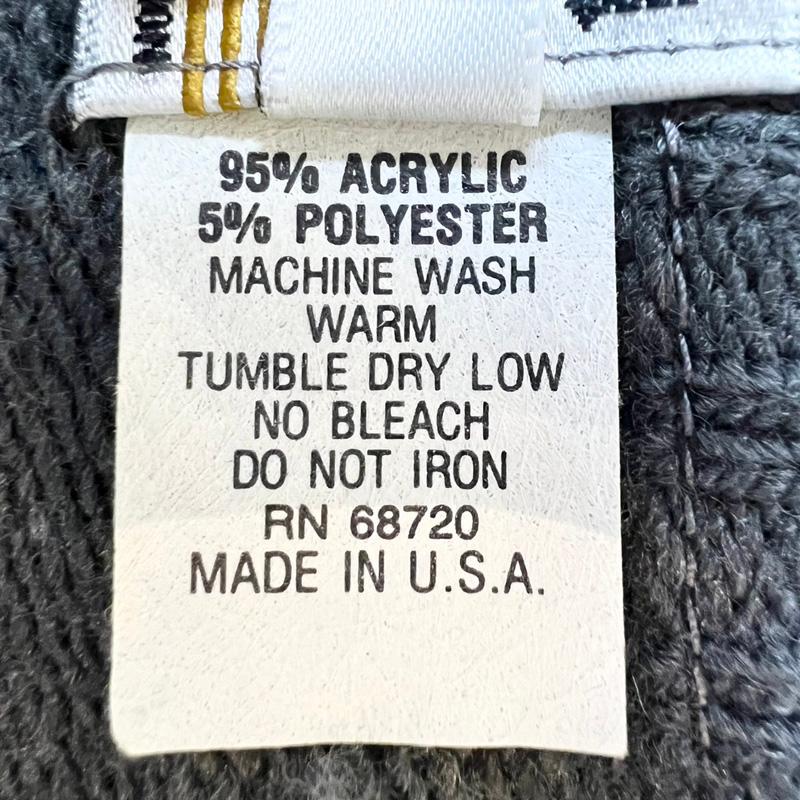 95% ACRYLIC
5% POLYESTER
MACHINE WASH
WARM
TUMBLE DRY LOW
NO BLEACH
DO NOT IRON
RN 68720
MADE IN U.S.A.